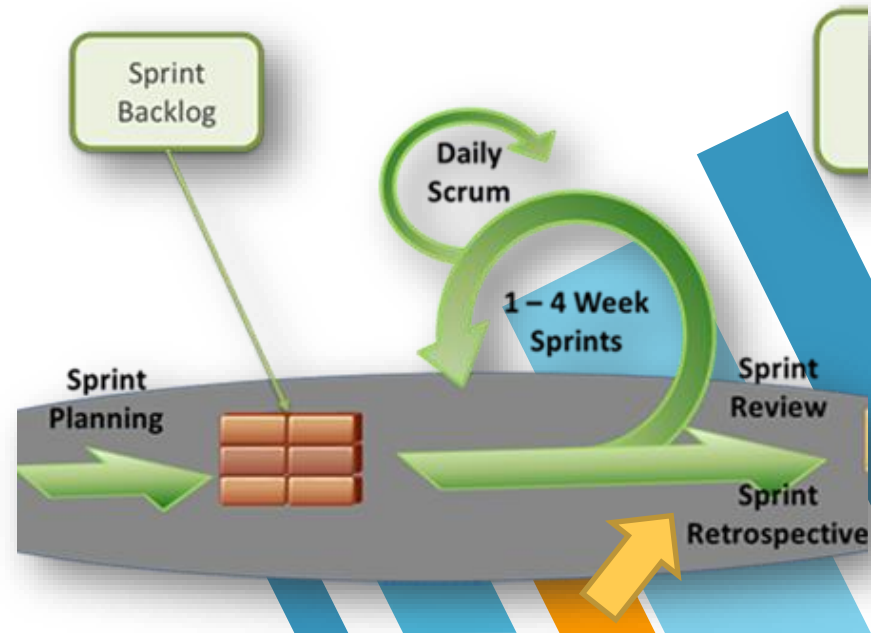 Sprint
Backlog
Daily
Scrum
1 – 4 Week
Sprints
Sprint
Planning
Sprint
Review
Sprint
Retrospective